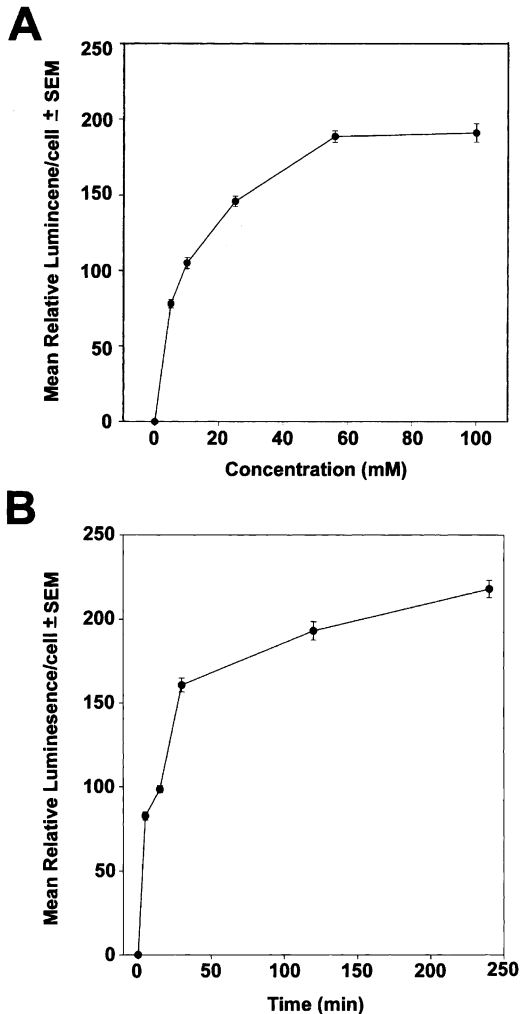 A
Mean Relative Lumincene/cell ± SEM
250
200
150
100
50
0
0 20 40 60 80 100
Concentration (mM)
B
Mean Relative Luminesence/cell ± SEM
250
200
150
100
50
0
0 50 100 150 200 250
Time (min)